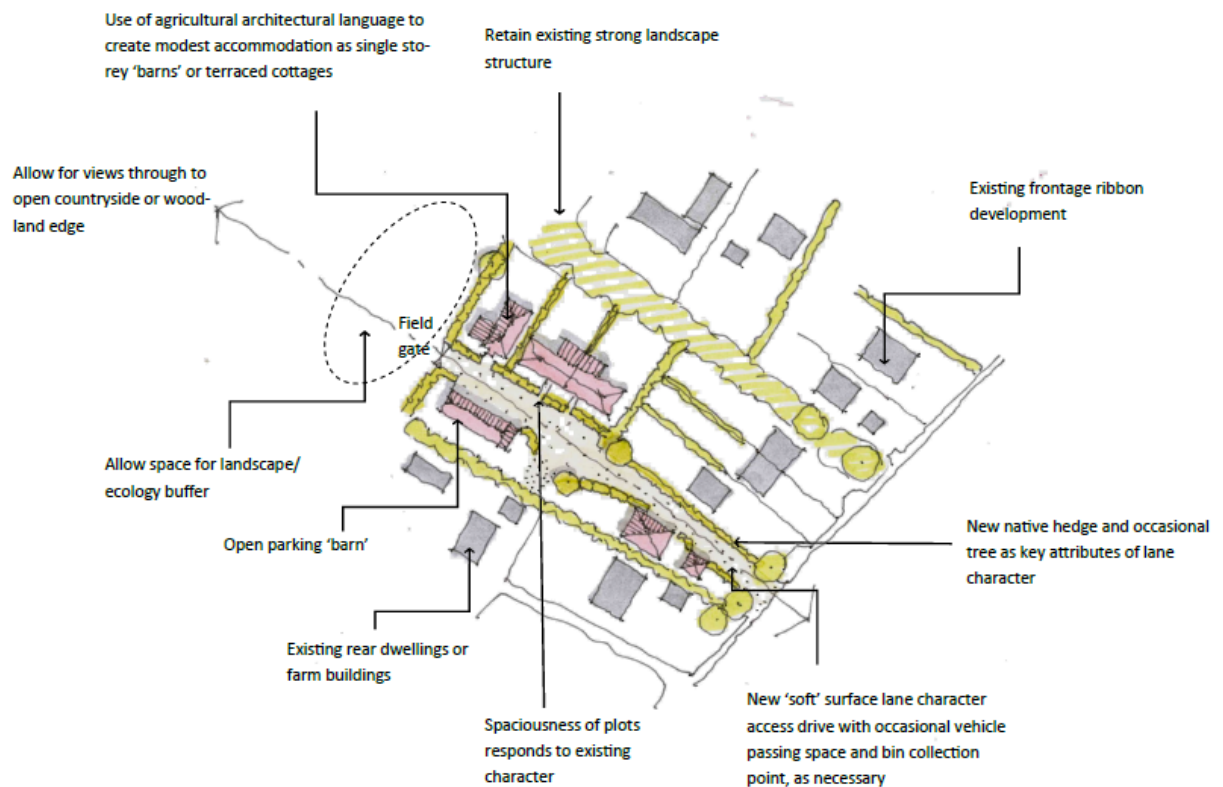 Use of agricultural architectural language to
create modest accommodation as single sto-
rey ‘barns’ or terraced cottages
Retain existing strong landscape
structure
Allow for views through to
open countryside or wood-
land edge
Existing frontage ribbon
development
Field
gate
Allow space for landscape/
ecology buffer
Open parking ‘barn’
New native hedge and occasional
tree as key attributes of lane
character
Existing rear dwellings or
farm buildings
Spaciousness of plots
responds to existing
character
New ‘soft’ surface lane character
access drive with occasional vehicle
passing space and bin collection
point, as necessary